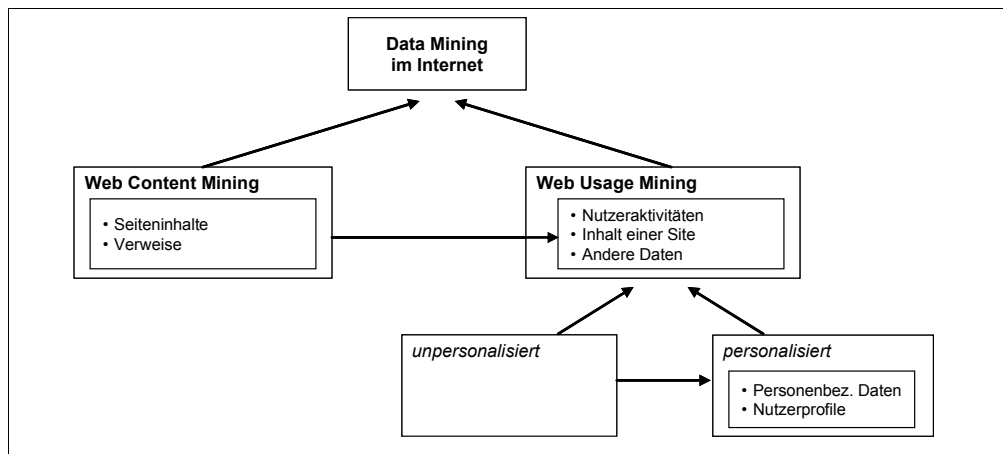 Data Mining
im Internet
Web Content Mining
• Seiteninhalte
• Verweise
Web Usage Mining
• Nutzeraktivitäten
• Inhalt einer Site
• Andere Daten
unpersonalisiert
personalisiert
• Personenbez. Daten
• Nutzerprofile